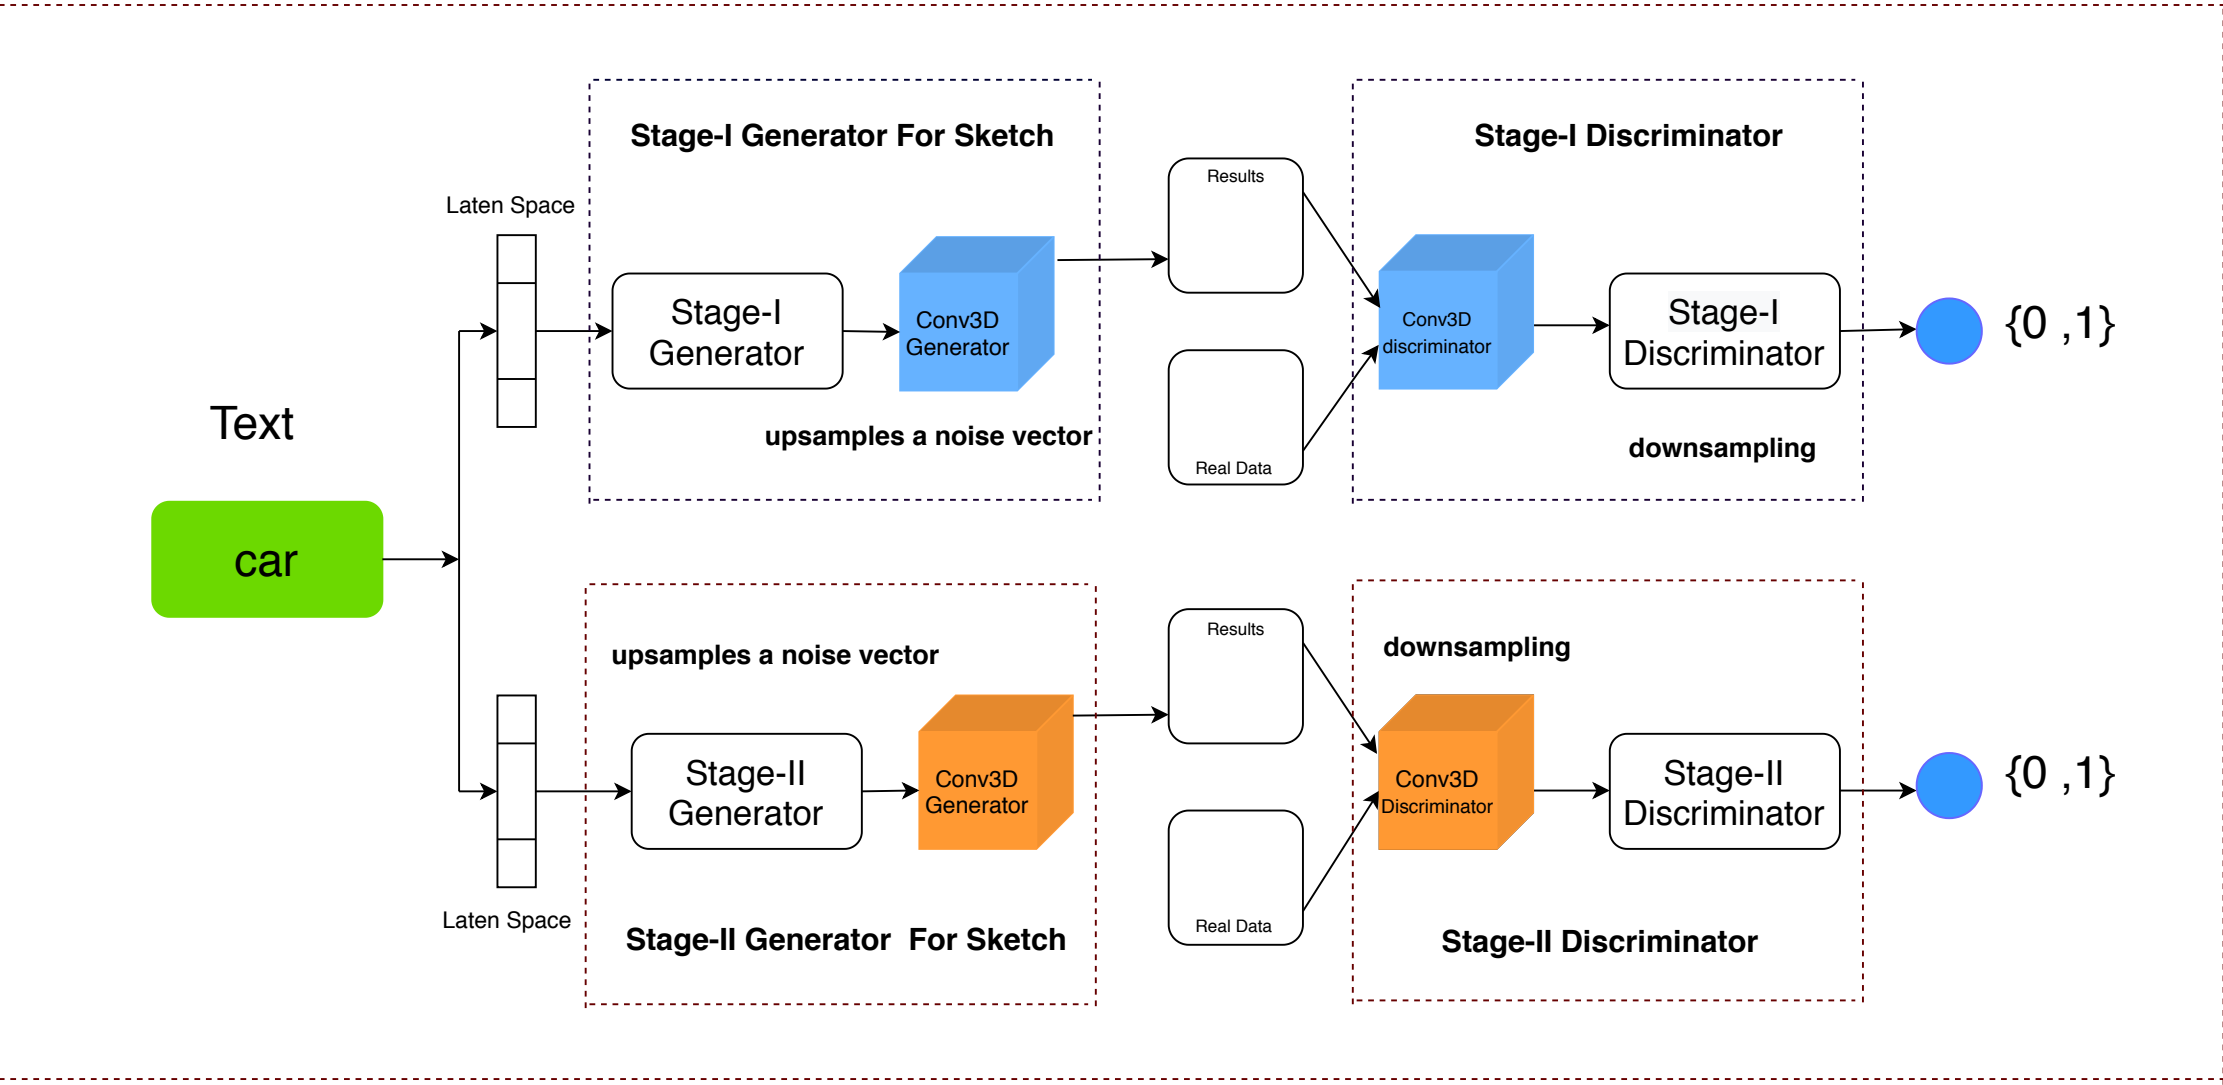 Stage-I Generator For Sketch
Stage-I Discriminator
Results
Laten Space
Stage-I
Generator
Conv3D
Generator
Conv3D
discriminator
Stage-I
Discriminator
{0 ,1}
Text
upsamples a noise vector
Real Data
downsampling
car
upsamples a noise vector
Results
downsampling
Stage-II
Generator
Conv3D
Generator
Conv3D
Discriminator
Stage-II
Discriminator
{0 ,1}
Laten Space
Stage-II Generator  For Sketch
Real Data
Stage-II Discriminator